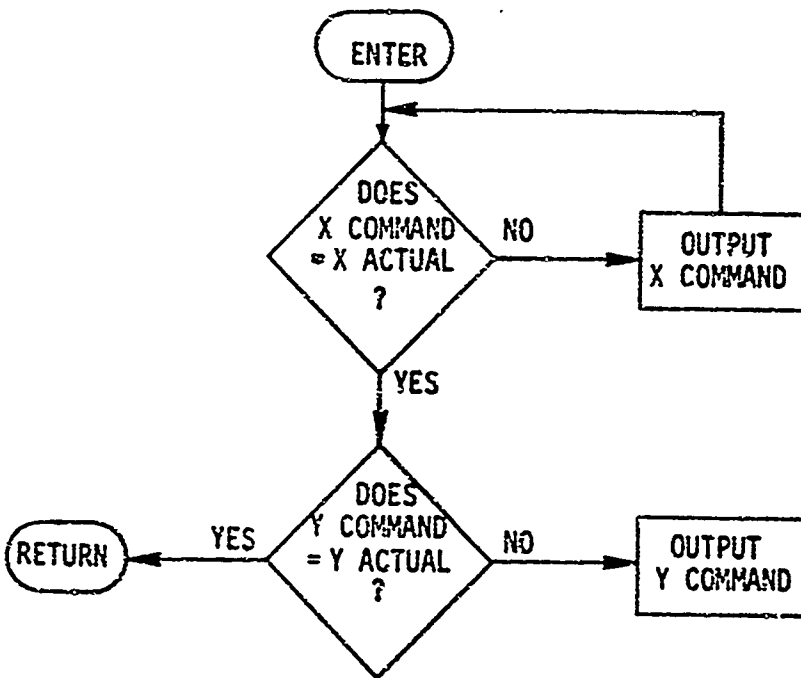 ENTER
DOES
X COMMAND
= X ACTUAL
?
NO
OUTPUT
X COMMAND
YES
DOES
Y COMMAND
= Y ACTUAL
?
YES
RETURN
NO
OUTPUT
Y COMMAND